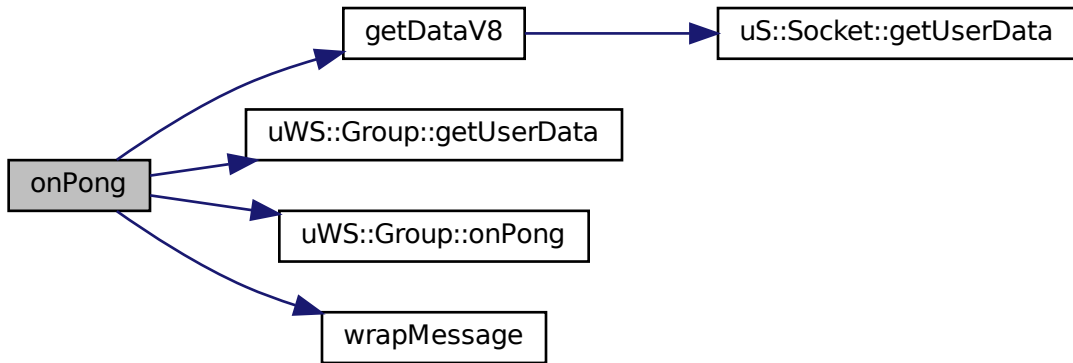 getDataV8
uS::Socket::getUserData
uWS::Group::getUserData
onPong
uWS::Group::onPong
wrapMessage